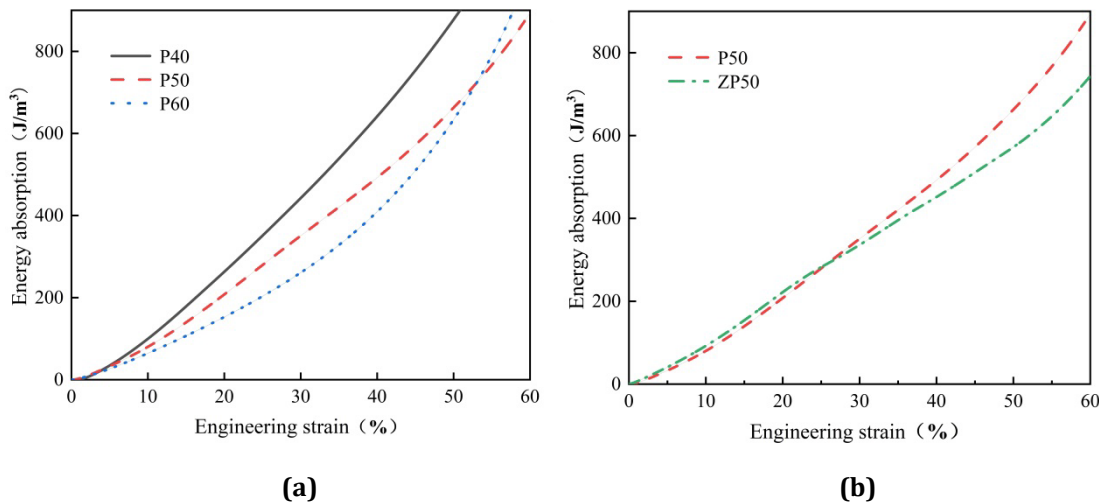 800
600
400
200
0
Energy absorption（J/m³）
P40
P50
P60
0 10 20 30 40 50 60
Engineering strain（%）
(a)
800
600
400
200
0
Energy absorption（J/m³）
P50
ZP50
0 10 20 30 40 50 60
Engineering strain（%）
(b)